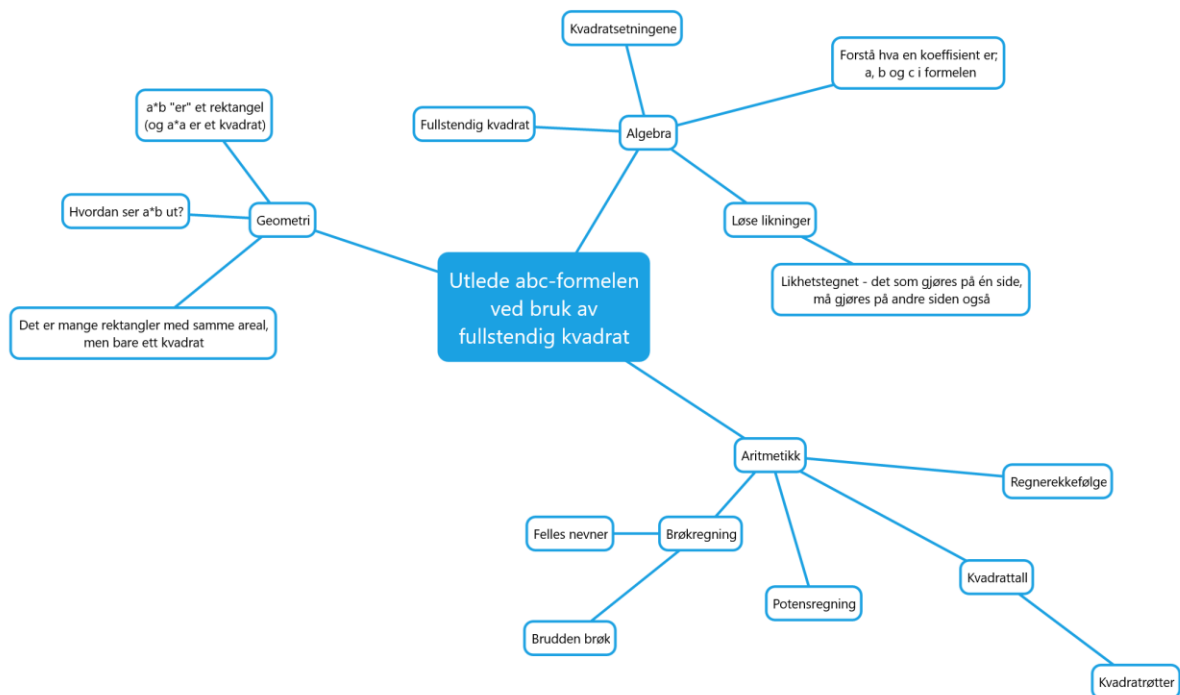 Kvadratsetningene
Forstå hva en koeffisient er;
a, b og c i formelen
a*b "er" et rektangel
(og a*a er et kvadrat)
Fullstendig kvadrat
Algebra
Hvordan ser a*b ut?
Geometri
Løse likninger
Utlede abc-formelen
ved bruk av
fullstendig kvadrat
Likhetstegnet - det som gjøres på én side,
må gjøres på andre siden også
Det er mange rektangler med samme areal,
men bare ett kvadrat
Aritmetikk
Regnerekkefølge
Felles nevner
Brøkregning
Kvadrattall
Potensregning
Brudden brøk
Kvadratrøtter